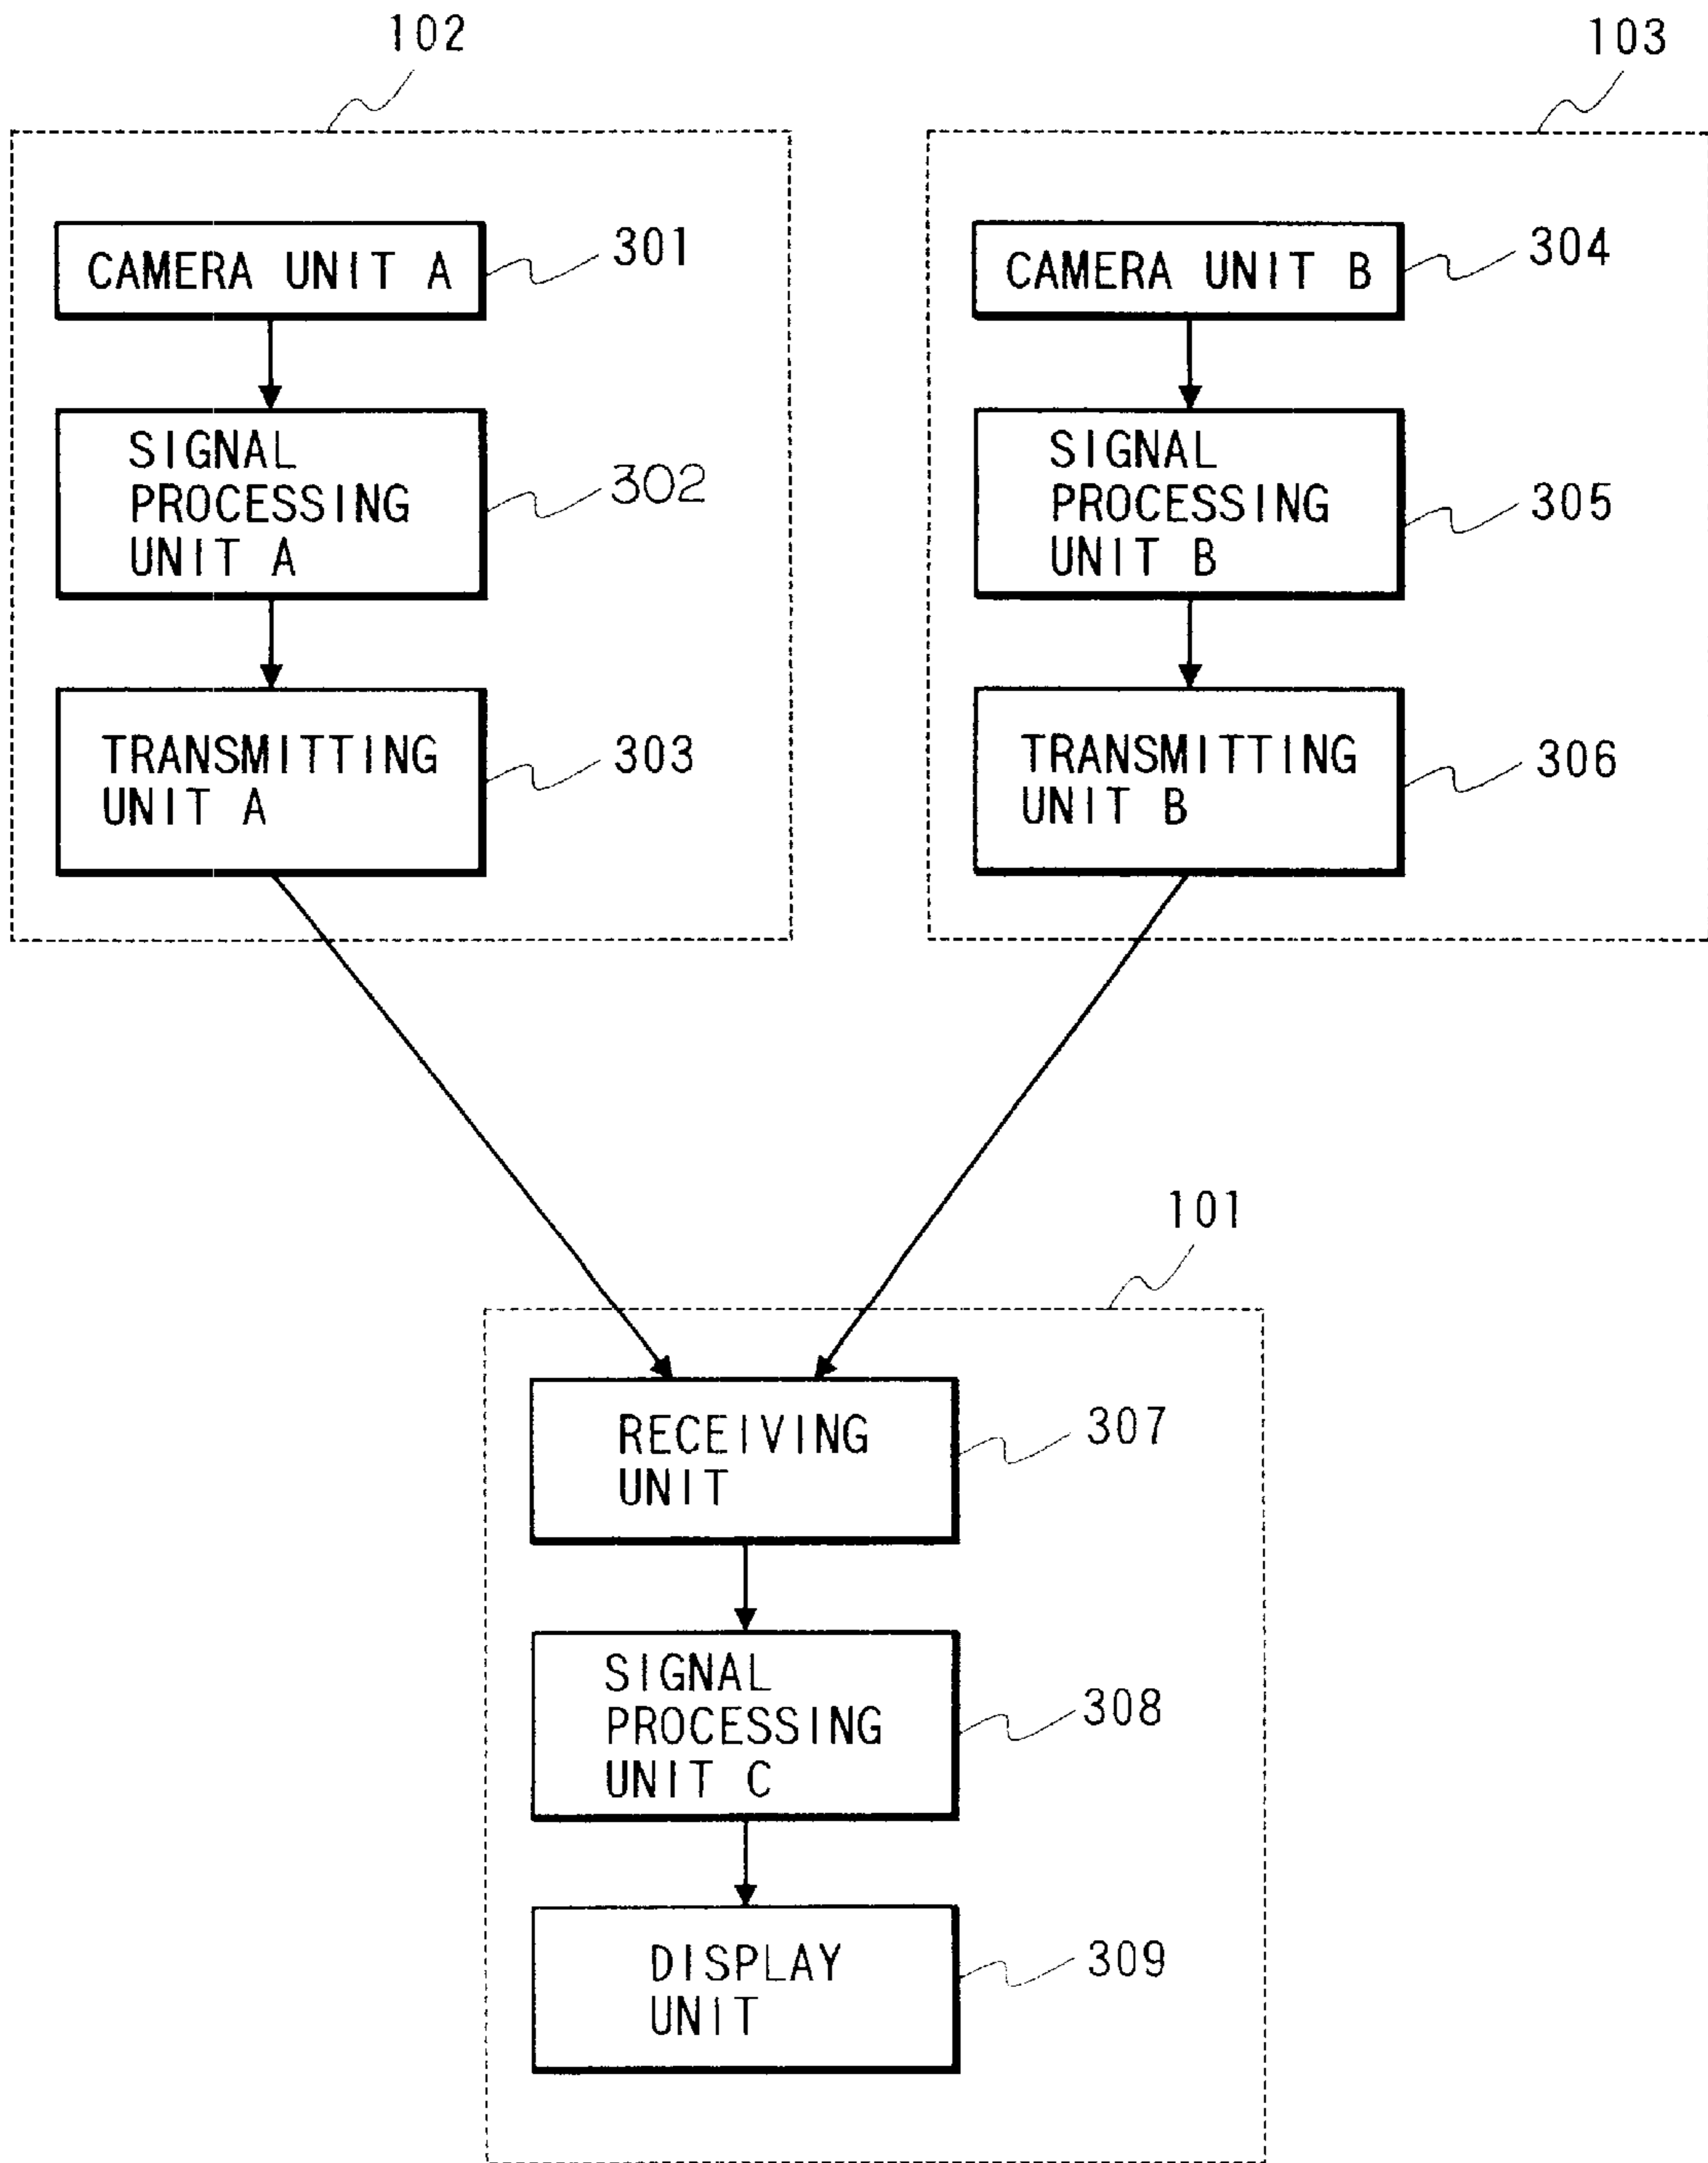 102
103
CAMERA UNIT A
301
SIGNAL
PROCESSING
UNIT A
302
TRANSMITTING
UNIT A
303
CAMERA UNIT B
304
SIGNAL
PROCESSING
UNIT B
305
TRANSMITTING
UNIT B
306
101
RECEIVING
UNIT
307
SIGNAL
PROCESSING
UNIT C
308
DISPLAY
UNIT
309